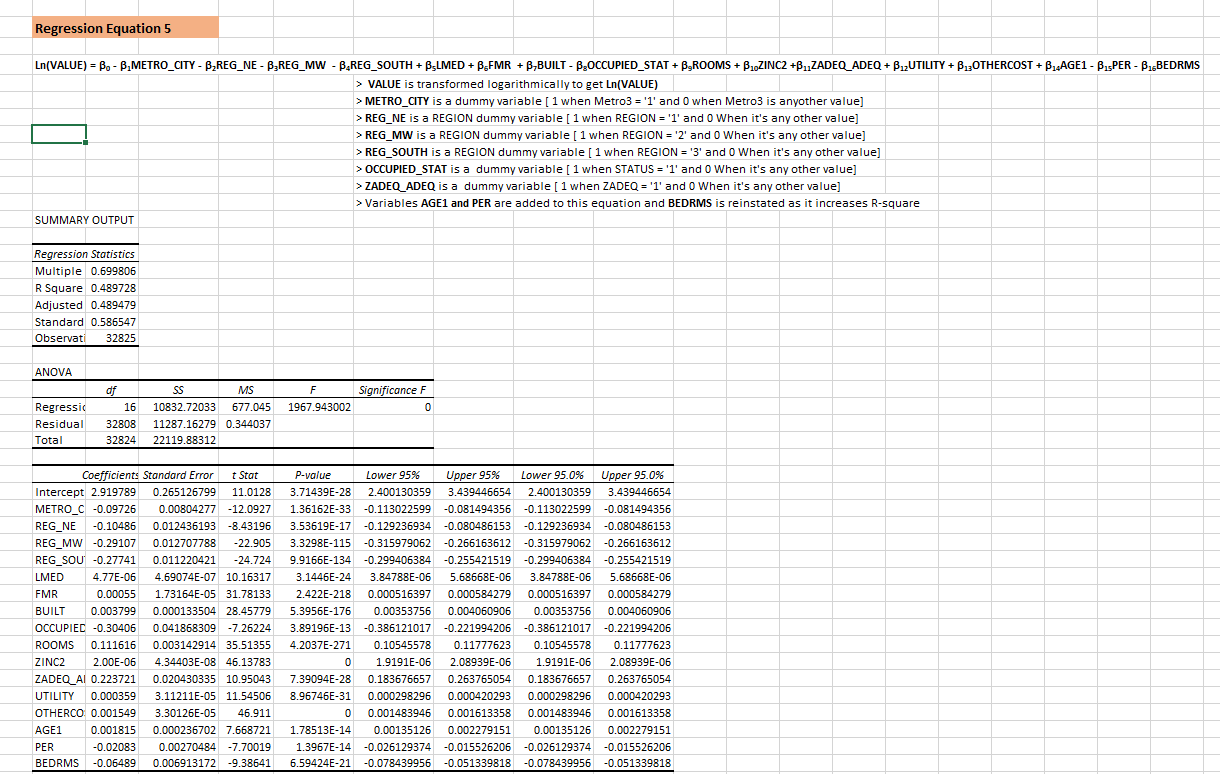 Regression Equation 5
Ln(VALUE) = β₀ - β₁METRO_CITY - β₂REG_NE - β₃REG_MW - β₄REG_SOUTH + β₅LMED + β₆FMR + β₇BUILT - β₈OCCUPIED_STAT + β₉ROOMS + β₁₀ZINC2 +β₁₁ZADEQ_ADEQ + β₁₂UTILITY + β₁₃OTHERCOST + β₁₄AGE1 - β₁₅PER - β₁₆BEDRMS
> VALUE is transformed logarithmically to get Ln(VALUE)
> METRO_CITY is a dummy variable [ 1 when Metro3 = '1' and 0 when Metro3 is anyother value]
> REG_NE is a REGION dummy variable [ 1 when REGION = '1' and 0 When it's any other value]
> REG_MW is a REGION dummy variable [ 1 when REGION = '2' and 0 When it's any other value]
> REG_SOUTH is a REGION dummy variable [ 1 when REGION = '3' and 0 When it's any other value]
> OCCUPIED_STAT is a dummy variable [ 1 when STATUS = '1' and 0 When it's any other value]
> ZADEQ_ADEQ is a dummy variable [ 1 when ZADEQ = '1' and 0 When it's any other value]
> Variables AGE1 and PER are added to this equation and BEDRMS is reinstated as it increases R-square
SUMMARY OUTPUT
Regression Statistics
Multiple 0.699806
R Square 0.489728
Adjusted 0.489479
Standard 0.586547
Observati 32825
ANOVA
df SS MS F Significance F
Regressic 16 10832.72033 677.045 1967.943002 0
Residual 32808 11287.16279 0.344037
Total 32824 22119.88312
Coefficients Standard Error t Stat P-value Lower 95% Upper 95% Lower 95.0% Upper 95.0%
Intercept 2.919789 0.265126799 11.0128 3.71439E-28 2.400130359 3.439446654 2.400130359 3.439446654
METRO_C -0.09726 0.00804277 -12.0927 1.36162E-33 -0.113022599 -0.081494356 -0.113022599 -0.081494356
REG_NE -0.10486 0.012436193 -8.43196 3.53619E-17 -0.129236934 -0.080486153 -0.129236934 -0.080486153
REG_MW -0.29107 0.012707788 -22.905 3.3298E-115 -0.315979062 -0.266163612 -0.315979062 -0.266163612
REG_SOU -0.27741 0.011220421 -24.724 9.9166E-134 -0.299406384 -0.255421519 -0.299406384 -0.255421519
LMED 4.77E-06 4.69074E-07 10.16317 3.1446E-24 3.84788E-06 5.68668E-06 3.84788E-06 5.68668E-06
FMR 0.00055 1.73164E-05 31.78133 2.422E-218 0.000516397 0.000584279 0.000516397 0.000584279
BUILT 0.003799 0.000133504 28.45779 5.3956E-176 0.00353756 0.004060906 0.00353756 0.004060906
OCCUPIED -0.30406 0.041868309 -7.26224 3.89196E-13 -0.386121017 -0.221994206 -0.386121017 -0.221994206
ROOMS 0.111616 0.003142914 35.51355 4.2037E-271 0.10545578 0.11777623 0.10545578 0.11777623
ZINC2 2.00E-06 4.34403E-08 46.13783 0 1.9191E-06 2.08939E-06 1.9191E-06 2.08939E-06
ZADEQ_A 0.223721 0.020430335 10.95043 7.39094E-28 0.183676657 0.263765054 0.183676657 0.263765054
UTILITY 0.000359 3.11211E-05 11.54506 8.96746E-31 0.000298296 0.000420293 0.000298296 0.000420293
OTHERCO 0.001549 3.30126E-05 46.911 0 0.001483946 0.001613358 0.001483946 0.001613358
AGE1 0.001815 0.000236702 7.668721 1.78513E-14 0.00135126 0.002279151 0.00135126 0.002279151
PER -0.02083 0.00270484 -7.70019 1.3967E-14 -0.026129374 -0.015526206 -0.026129374 -0.015526206
BEDRMS -0.06489 0.006913172 -9.38641 6.59424E-21 -0.078439956 -0.051339818 -0.078439956 -0.051339818